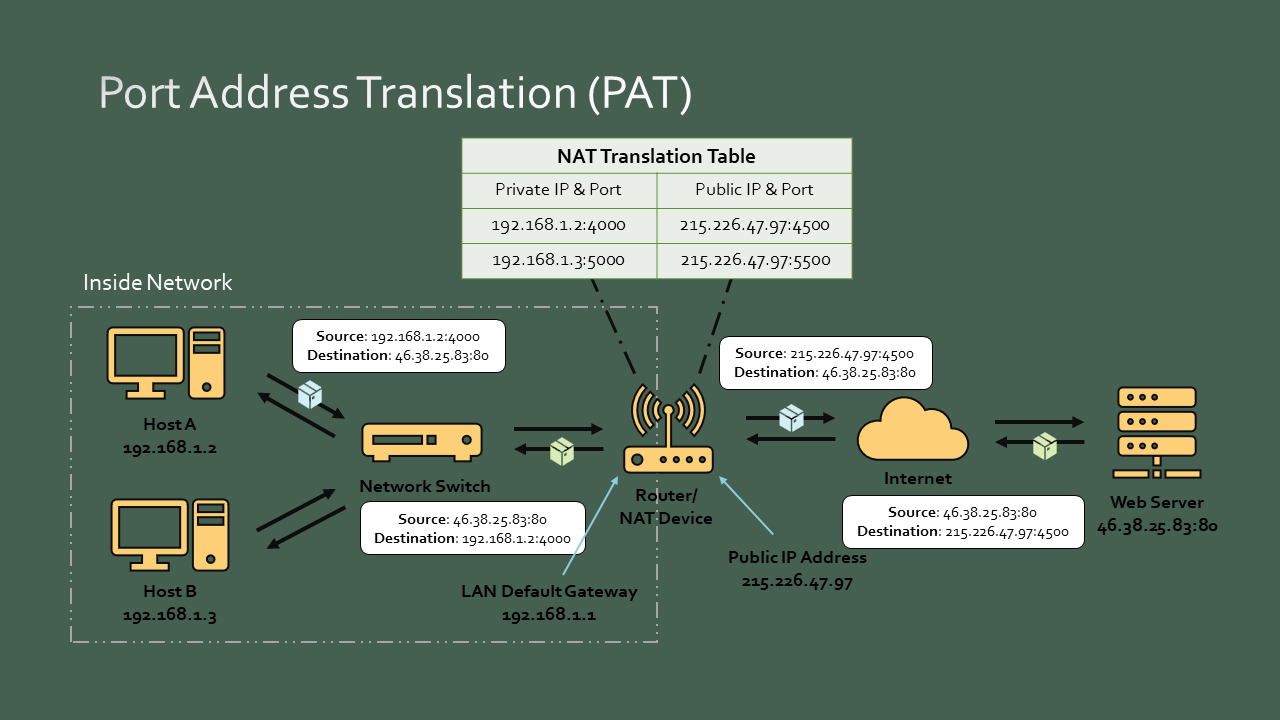 Port Address Translation (PAT)
NAT Translation Table
Private IP & Port Public IP & Port
192.168.1.2:4000 215.226.47.97:4500
192.168.1.3:5000 215.226.47.97:5500
Inside Network
Source: 192.168.1.2:4000
Destination: 46.38.25.83:80
Source: 215.226.47.97:4500
Destination: 46.38.25.83:80
Host A
192.168.1.2
Network Switch
Router/
NAT Device
Internet
Web Server
46.38.25.83:80
Source: 46.38.25.83:80
Destination: 192.168.1.2:4000
Source: 46.38.25.83:80
Destination: 215.226.47.97:4500
Host B
192.168.1.3
LAN Default Gateway
192.168.1.1
Public IP Address
215.226.47.97